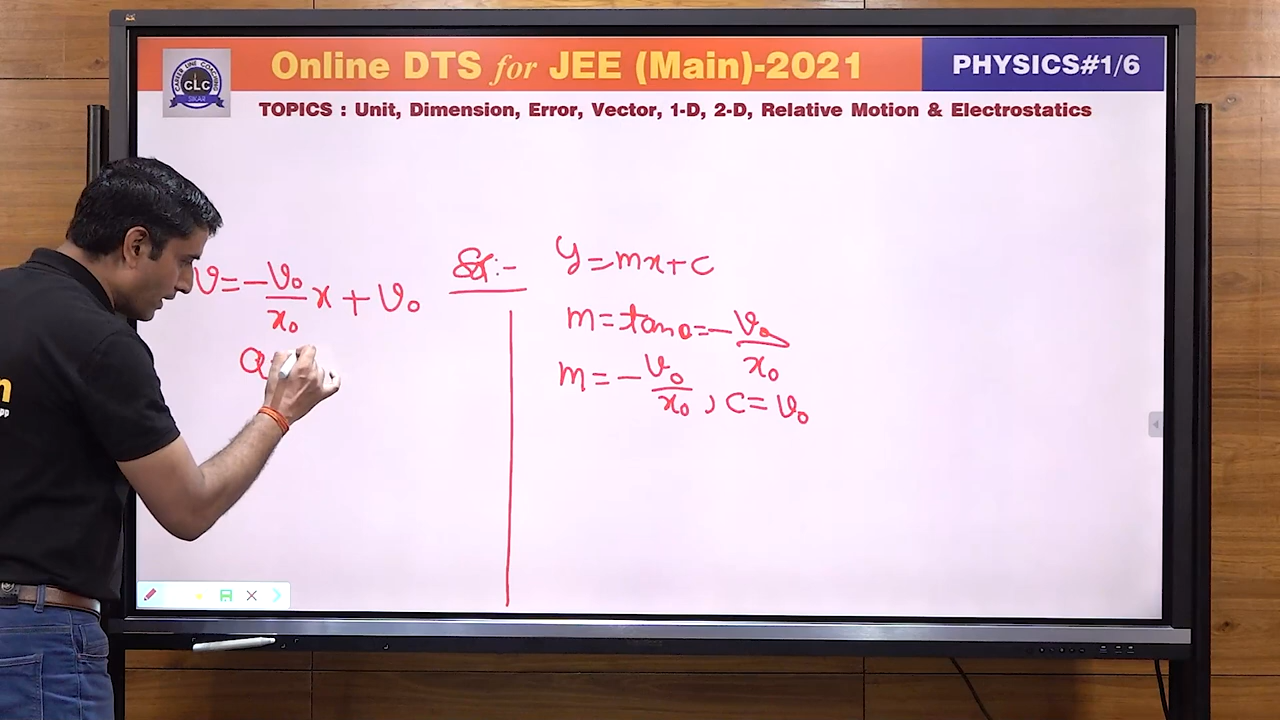 Online DTS for JEE (Main)-2021
PHYSICS#1/6
CAREER LINE COACHING
CLC
SIKAR
TOPICS : Unit, Dimension, Error, Vector, 1-D, 2-D, Relative Motion & Electrostatics
v = -v₀/x₀ x + v₀
a
Sol:-
y = mx + c
m = tanθ = -v₀/x₀
m = -v₀/x₀ , c = v₀